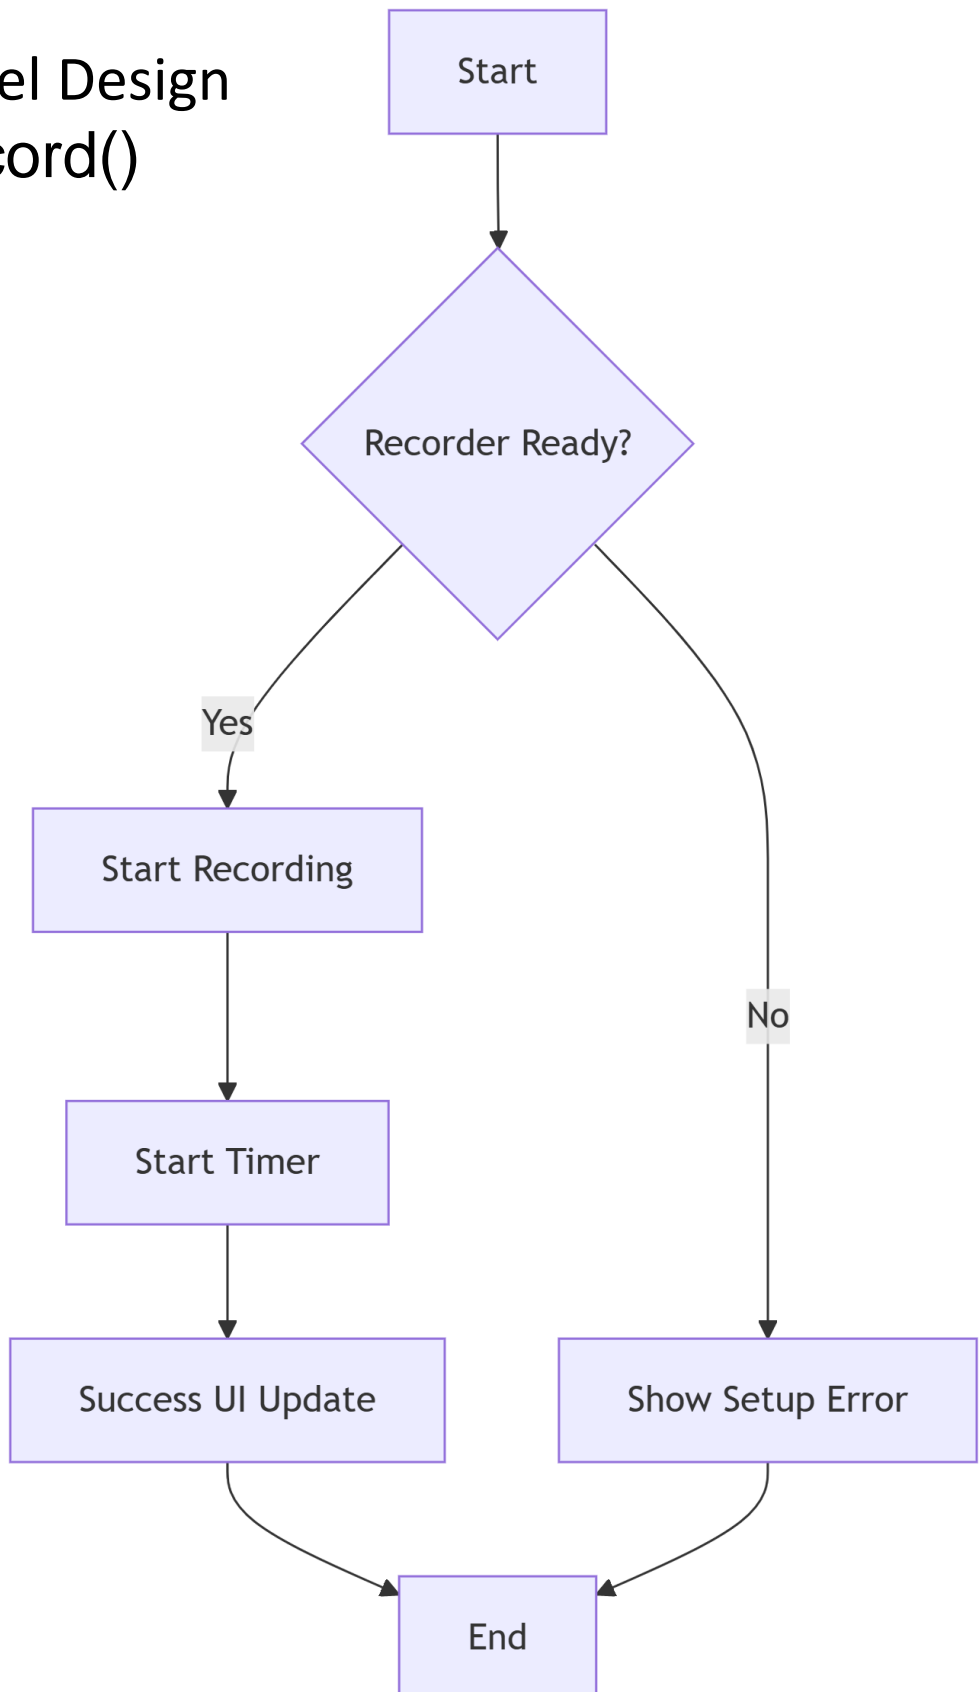 el Design
cord()
Start
Recorder Ready?
Yes
Start Recording
No
Start Timer
Success UI Update
Show Setup Error
End